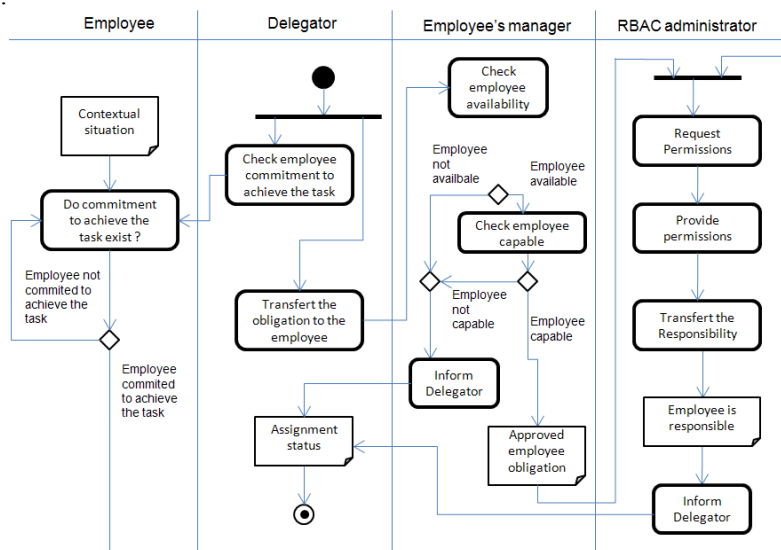 Employee
Delegator
Employee's manager
RBAC administrator
Contextual
situation
Do commitment
to achieve the
task exist ?
Employee not
commited to
achieve the
task
Employee
commited to
achieve
the task
Check employee
commitment to
achieve the task
Transfert the
obligation to the
employee
Assignment
status
Check
employee
availability
Employee
not
availbale
Employee
available
Check employee
capable
Employee
not
capable
Employee
capable
Inform
Delegator
Approved
employee
obligation
Request
Permissions
Provide
permissions
Transfert the
Responsibility
Employee is
responsible
Inform
Delegator